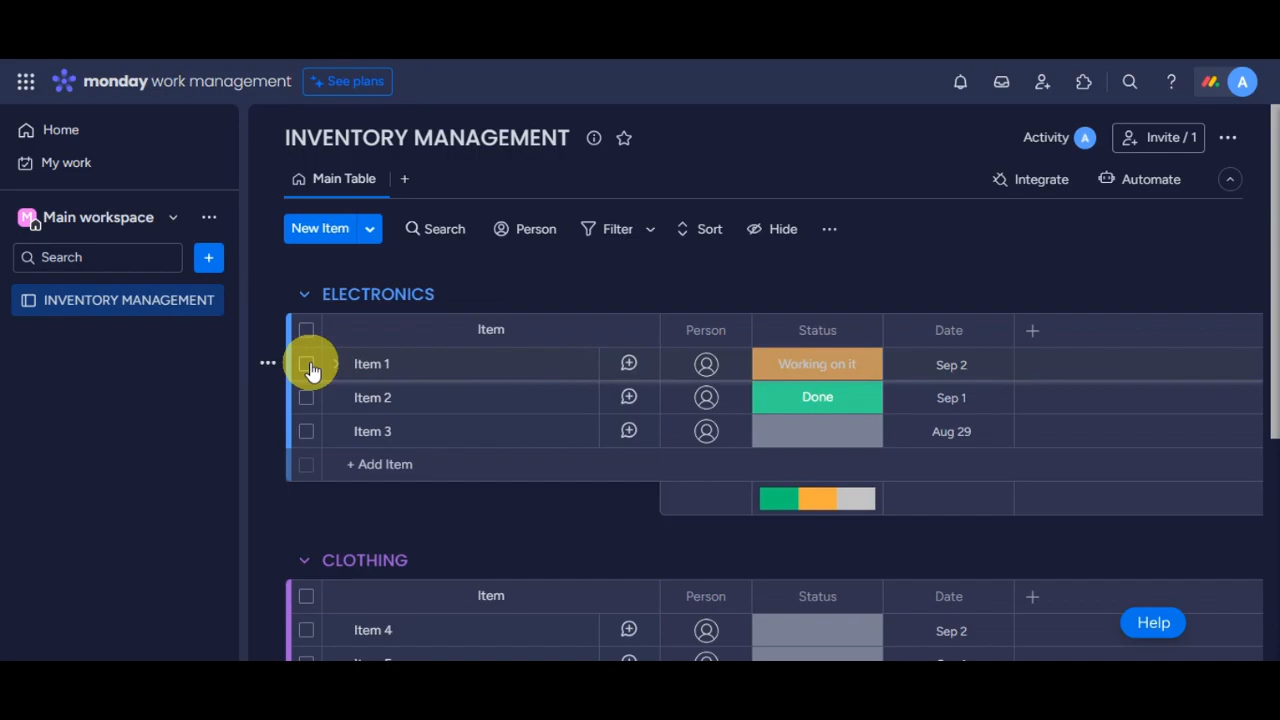 monday work management See plans A
Home
My work
M Main workspace
Search +
INVENTORY MANAGEMENT
INVENTORY MANAGEMENT
Activity A Invite / 1
Main Table +
Integrate Automate
New Item Search Person Filter Sort Hide
ELECTRONICS
Item Person Status Date +
Item 1 Working on it Sep 2
Item 2 Done Sep 1
Item 3 Aug 29
+ Add Item
CLOTHING
Item Person Status Date +
Item 4 Sep 2
Help